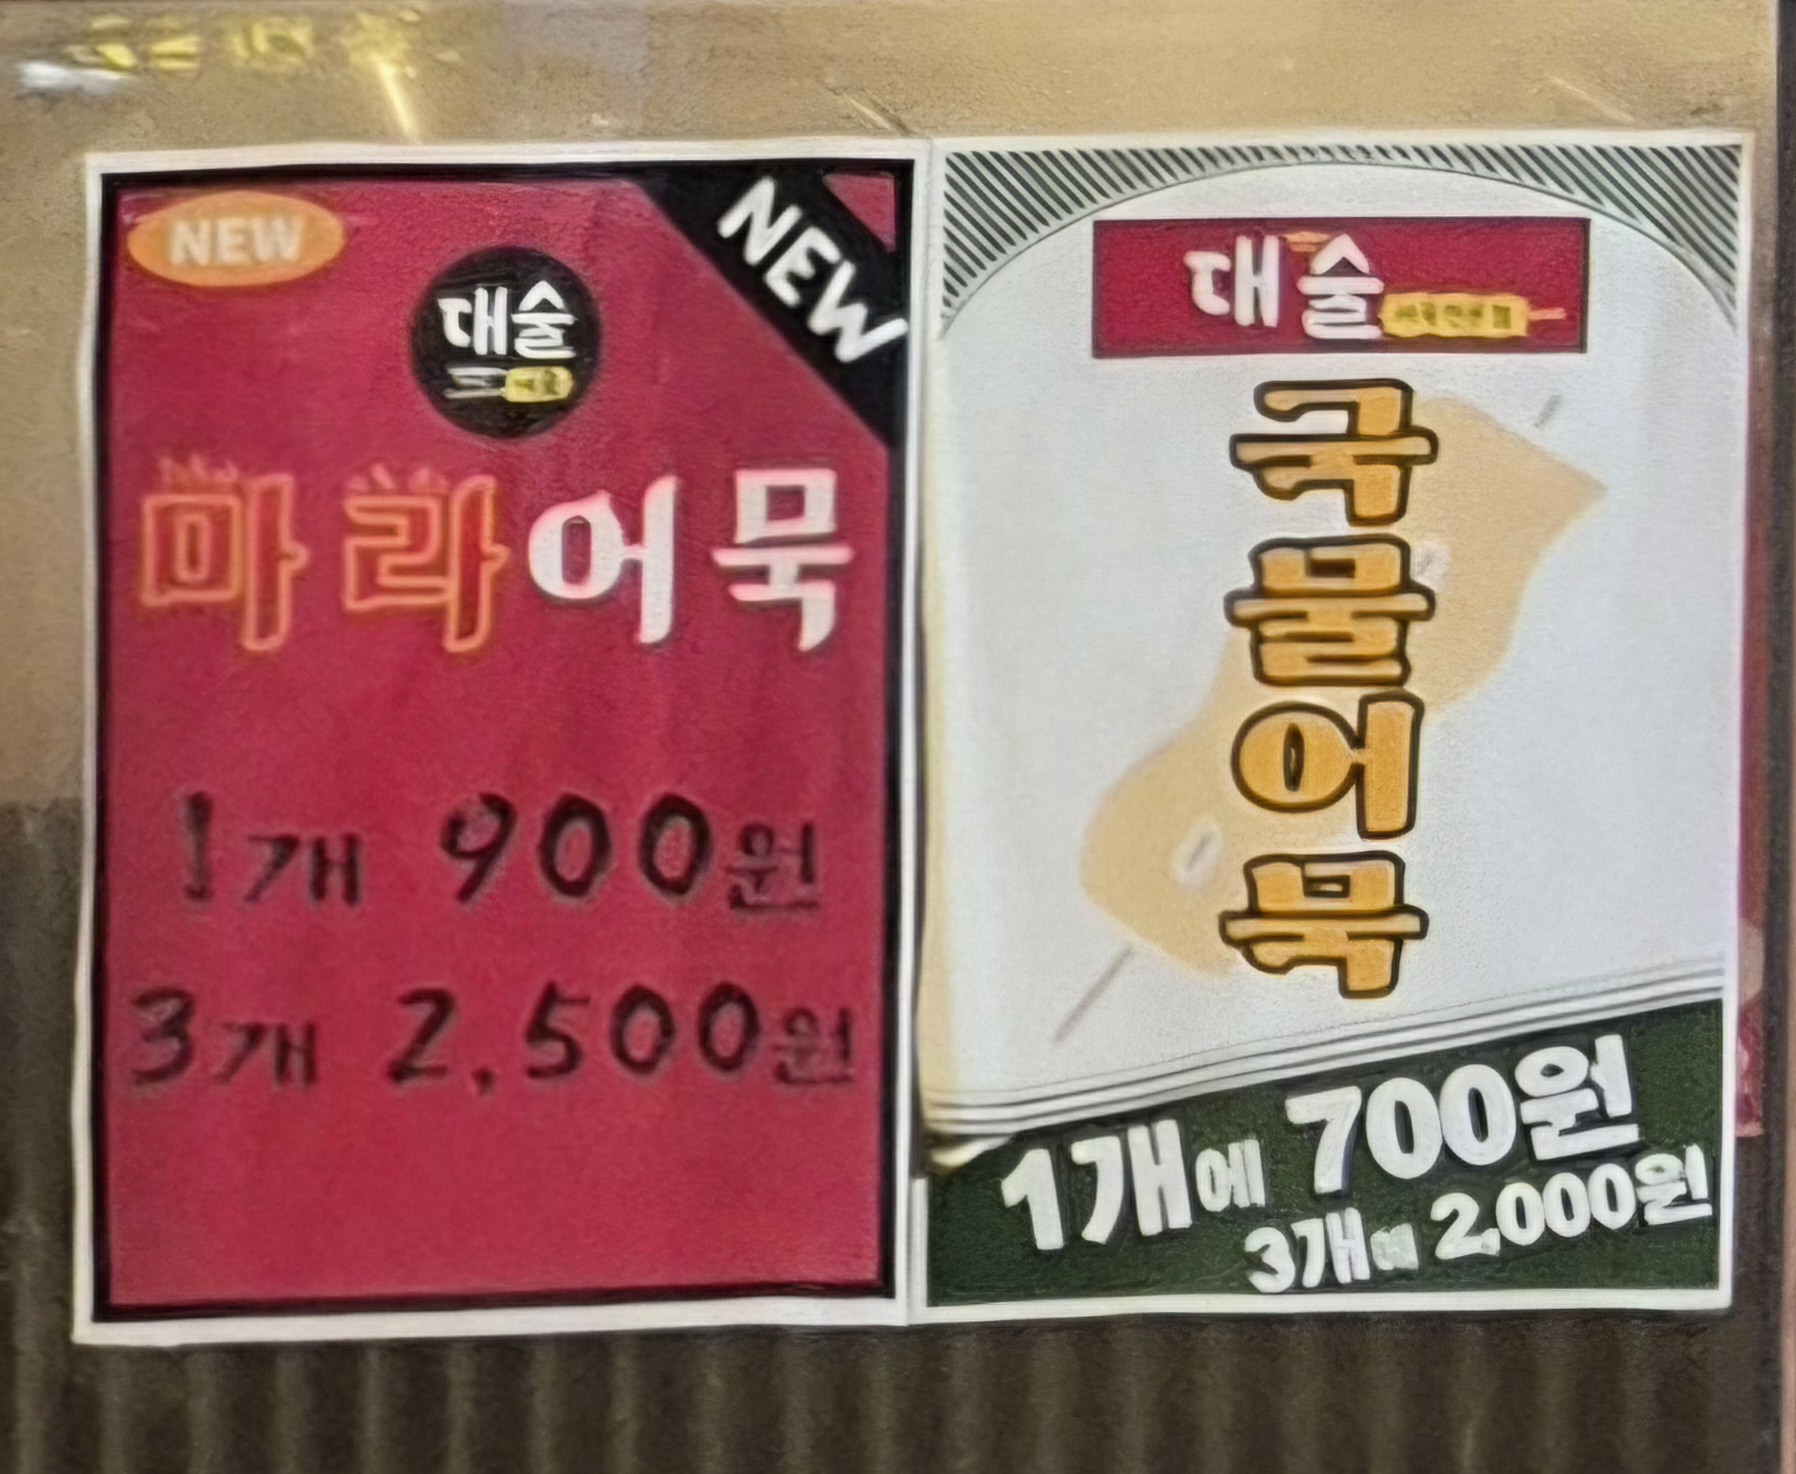 NEW
NEW
대술
마라어묵
1개 900원
3개 2,500원
대술
국물어묵
1개에 700원
3개에 2,000원